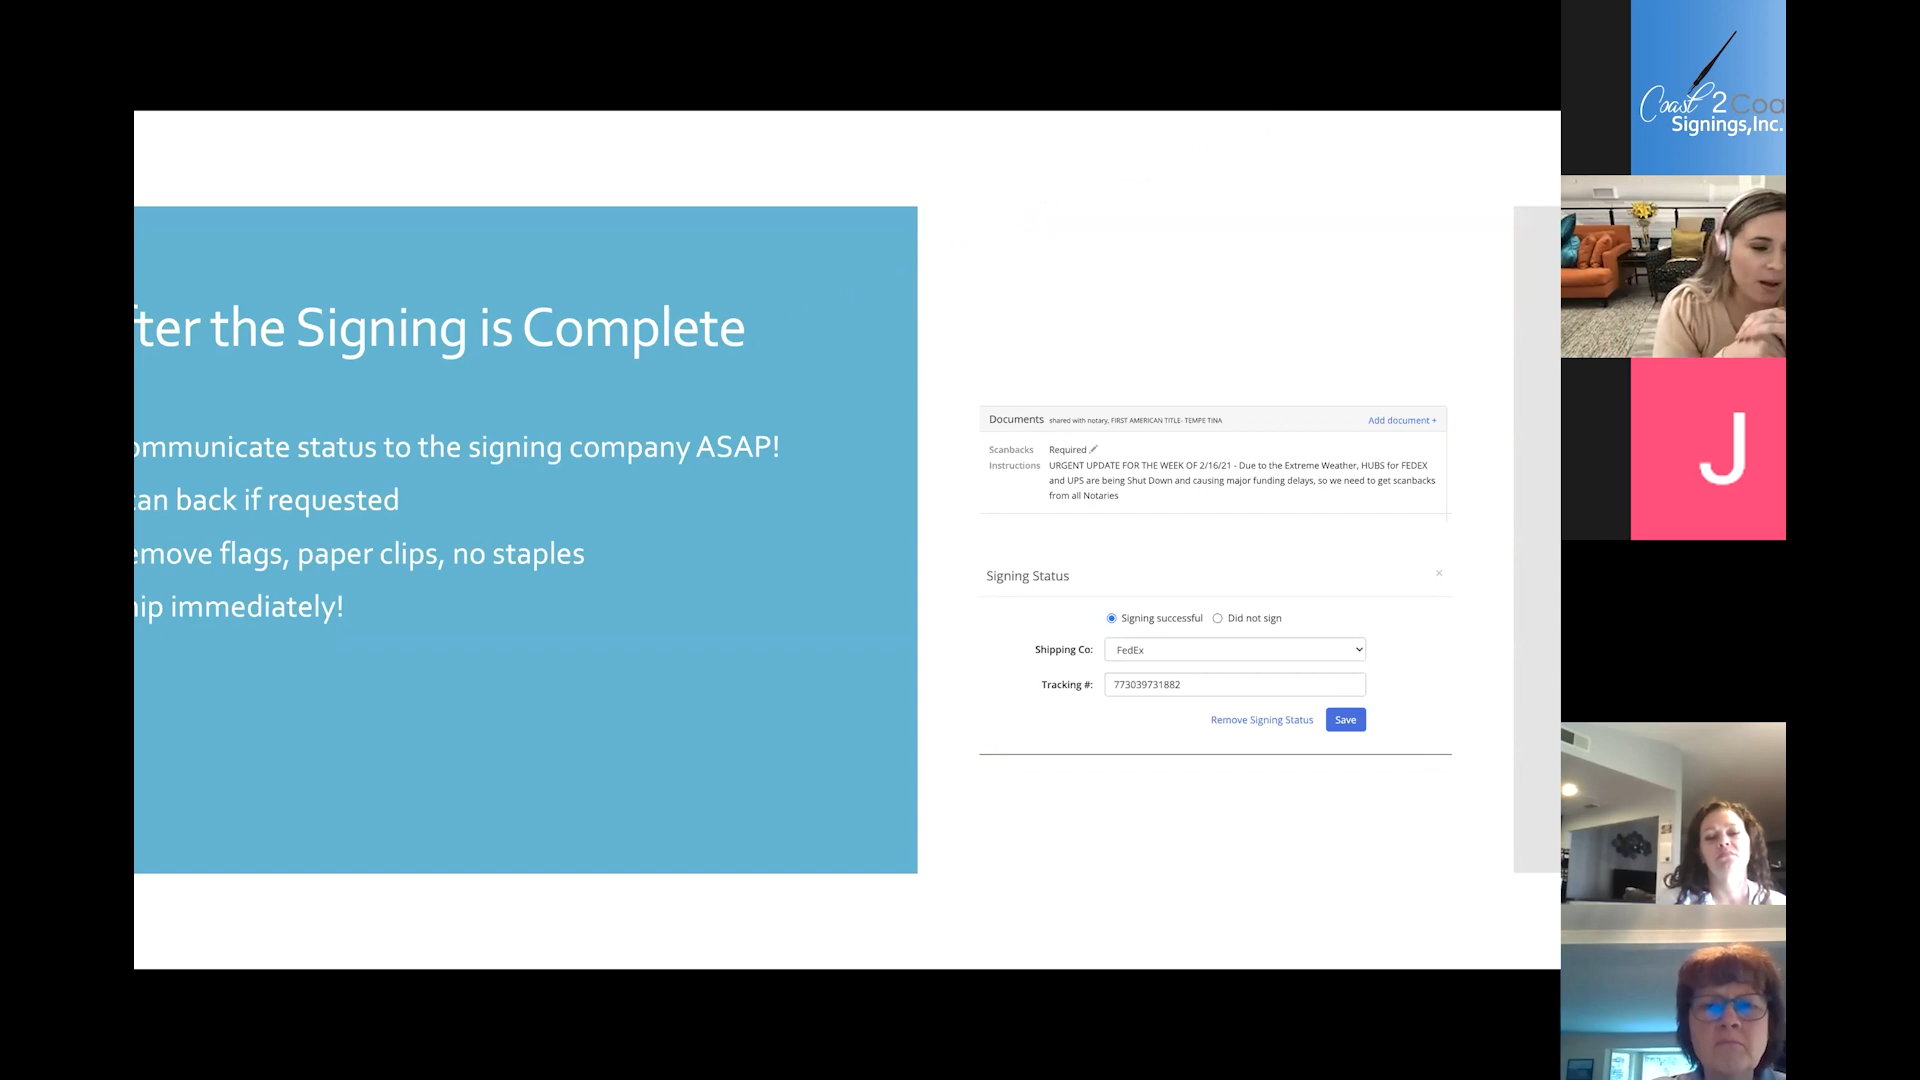 fter the Signing is Complete
ommunicate status to the signing company ASAP!
can back if requested
emove flags, paper clips, no staples
hip immediately!
Documents shared with notary, FIRST AMERICAN TITLE- TEMPE TINA
Add document +
Scanbacks Required
Instructions URGENT UPDATE FOR THE WEEK OF 2/16/21 - Due to the Extreme Weather, HUBS for FEDEX
and UPS are being Shut Down and causing major funding delays, so we need to get scanbacks
from all Notaries
Signing Status ×
Signing successful Did not sign
Shipping Co: FedEx
Tracking #: 773039731882
Remove Signing Status Save
Coast 2 Coa
Signings,Inc.
J